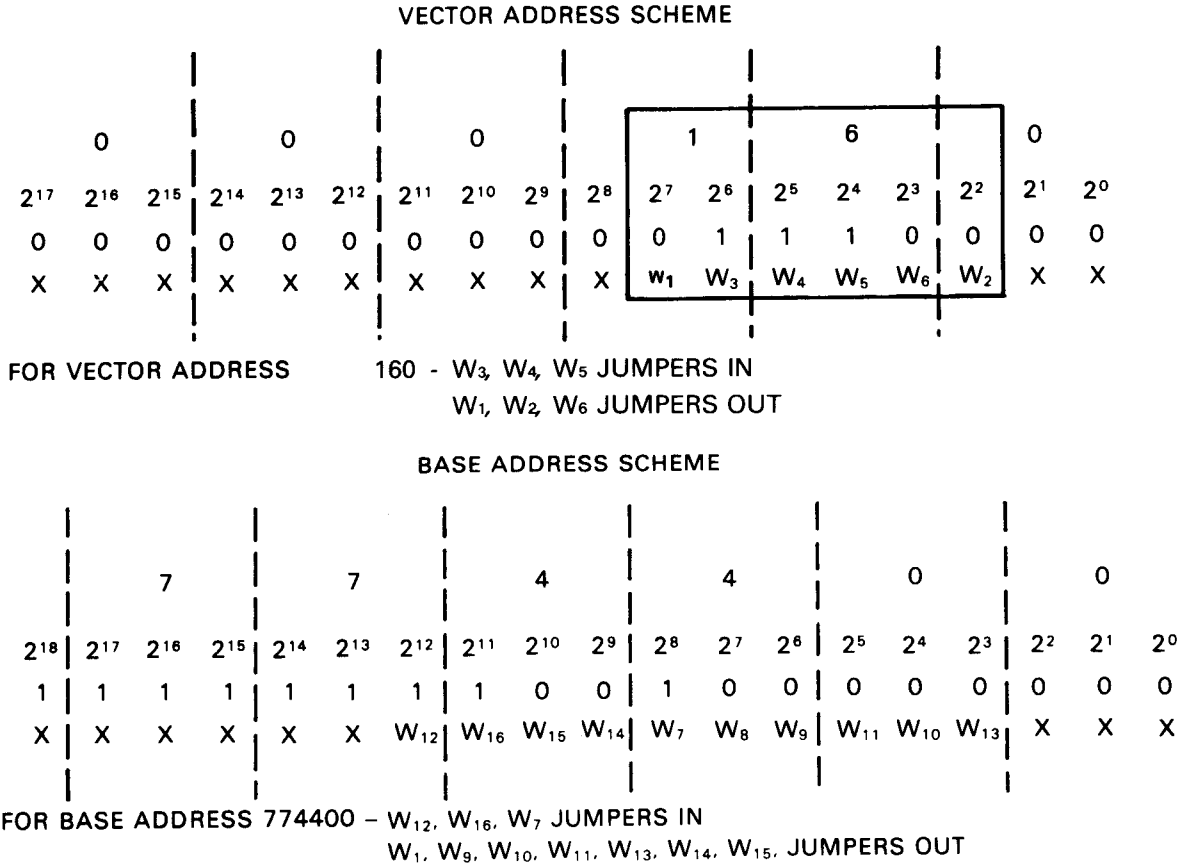 VECTOR ADDRESS SCHEME
0 0 0 1 6 0
2¹⁷ 2¹⁶ 2¹⁵ 2¹⁴ 2¹³ 2¹² 2¹¹ 2¹⁰ 2⁹ 2⁸ 2⁷ 2⁶ 2⁵ 2⁴ 2³ 2² 2¹ 2⁰
0 0 0 0 0 0 0 0 0 0 0 1 1 1 0 0 0 0
X X X X X X X X X X W₁ W₃ W₄ W₅ W₆ W₂ X X
FOR VECTOR ADDRESS 160 - W₃, W₄, W₅ JUMPERS IN
W₁, W₂, W₆ JUMPERS OUT
BASE ADDRESS SCHEME
7 7 4 4 0 0
2¹⁸ 2¹⁷ 2¹⁶ 2¹⁵ 2¹⁴ 2¹³ 2¹² 2¹¹ 2¹⁰ 2⁹ 2⁸ 2⁷ 2⁶ 2⁵ 2⁴ 2³ 2² 2¹ 2⁰
1 1 1 1 1 1 1 1 0 0 1 0 0 0 0 0 0 0 0
X X X X X X W₁₂ W₁₆ W₁₅ W₁₄ W₇ W₈ W₉ W₁₁ W₁₀ W₁₃ X X X
FOR BASE ADDRESS 774400 – W₁₂, W₁₆, W₇ JUMPERS IN
W₁, W₉, W₁₀, W₁₁, W₁₃, W₁₄, W₁₅, JUMPERS OUT